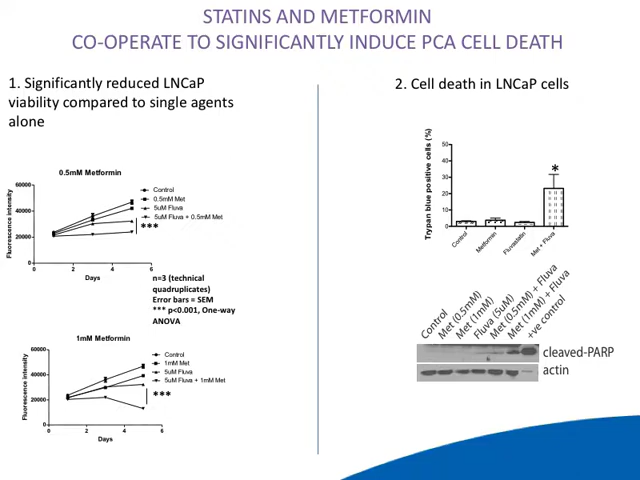 STATINS AND METFORMIN
CO-OPERATE TO SIGNIFICANTLY INDUCE PCA CELL DEATH
1. Significantly reduced LNCaP
viability compared to single agents
alone
0.5mM Metformin
Fluorescence intensity
60000
40000
20000
0
0 2 4 6
Days
Control
0.5mM Met
5uM Fluva
5uM Fluva + 0.5mM Met
***
n=3 (technical
quadruplicates)
Error bars = SEM
*** p<0.001, One-way
ANOVA
1mM Metformin
Fluorescence intensity
60000
40000
20000
0
0 2 4 6
Days
Control
1mM Met
5uM Fluva
5uM Fluva + 1mM Met
***
2. Cell death in LNCaP cells
Trypan blue positive cells (%)
50
40
30
20
10
0
*
Control
Metformin
Fluvastatin
Met + Fluva
Control
Met (0.5mM)
Met (1mM)
Fluva (5uM)
Met (0.5mM) + Fluva
Met (1mM) + Fluva
+ve control
cleaved-PARP
actin